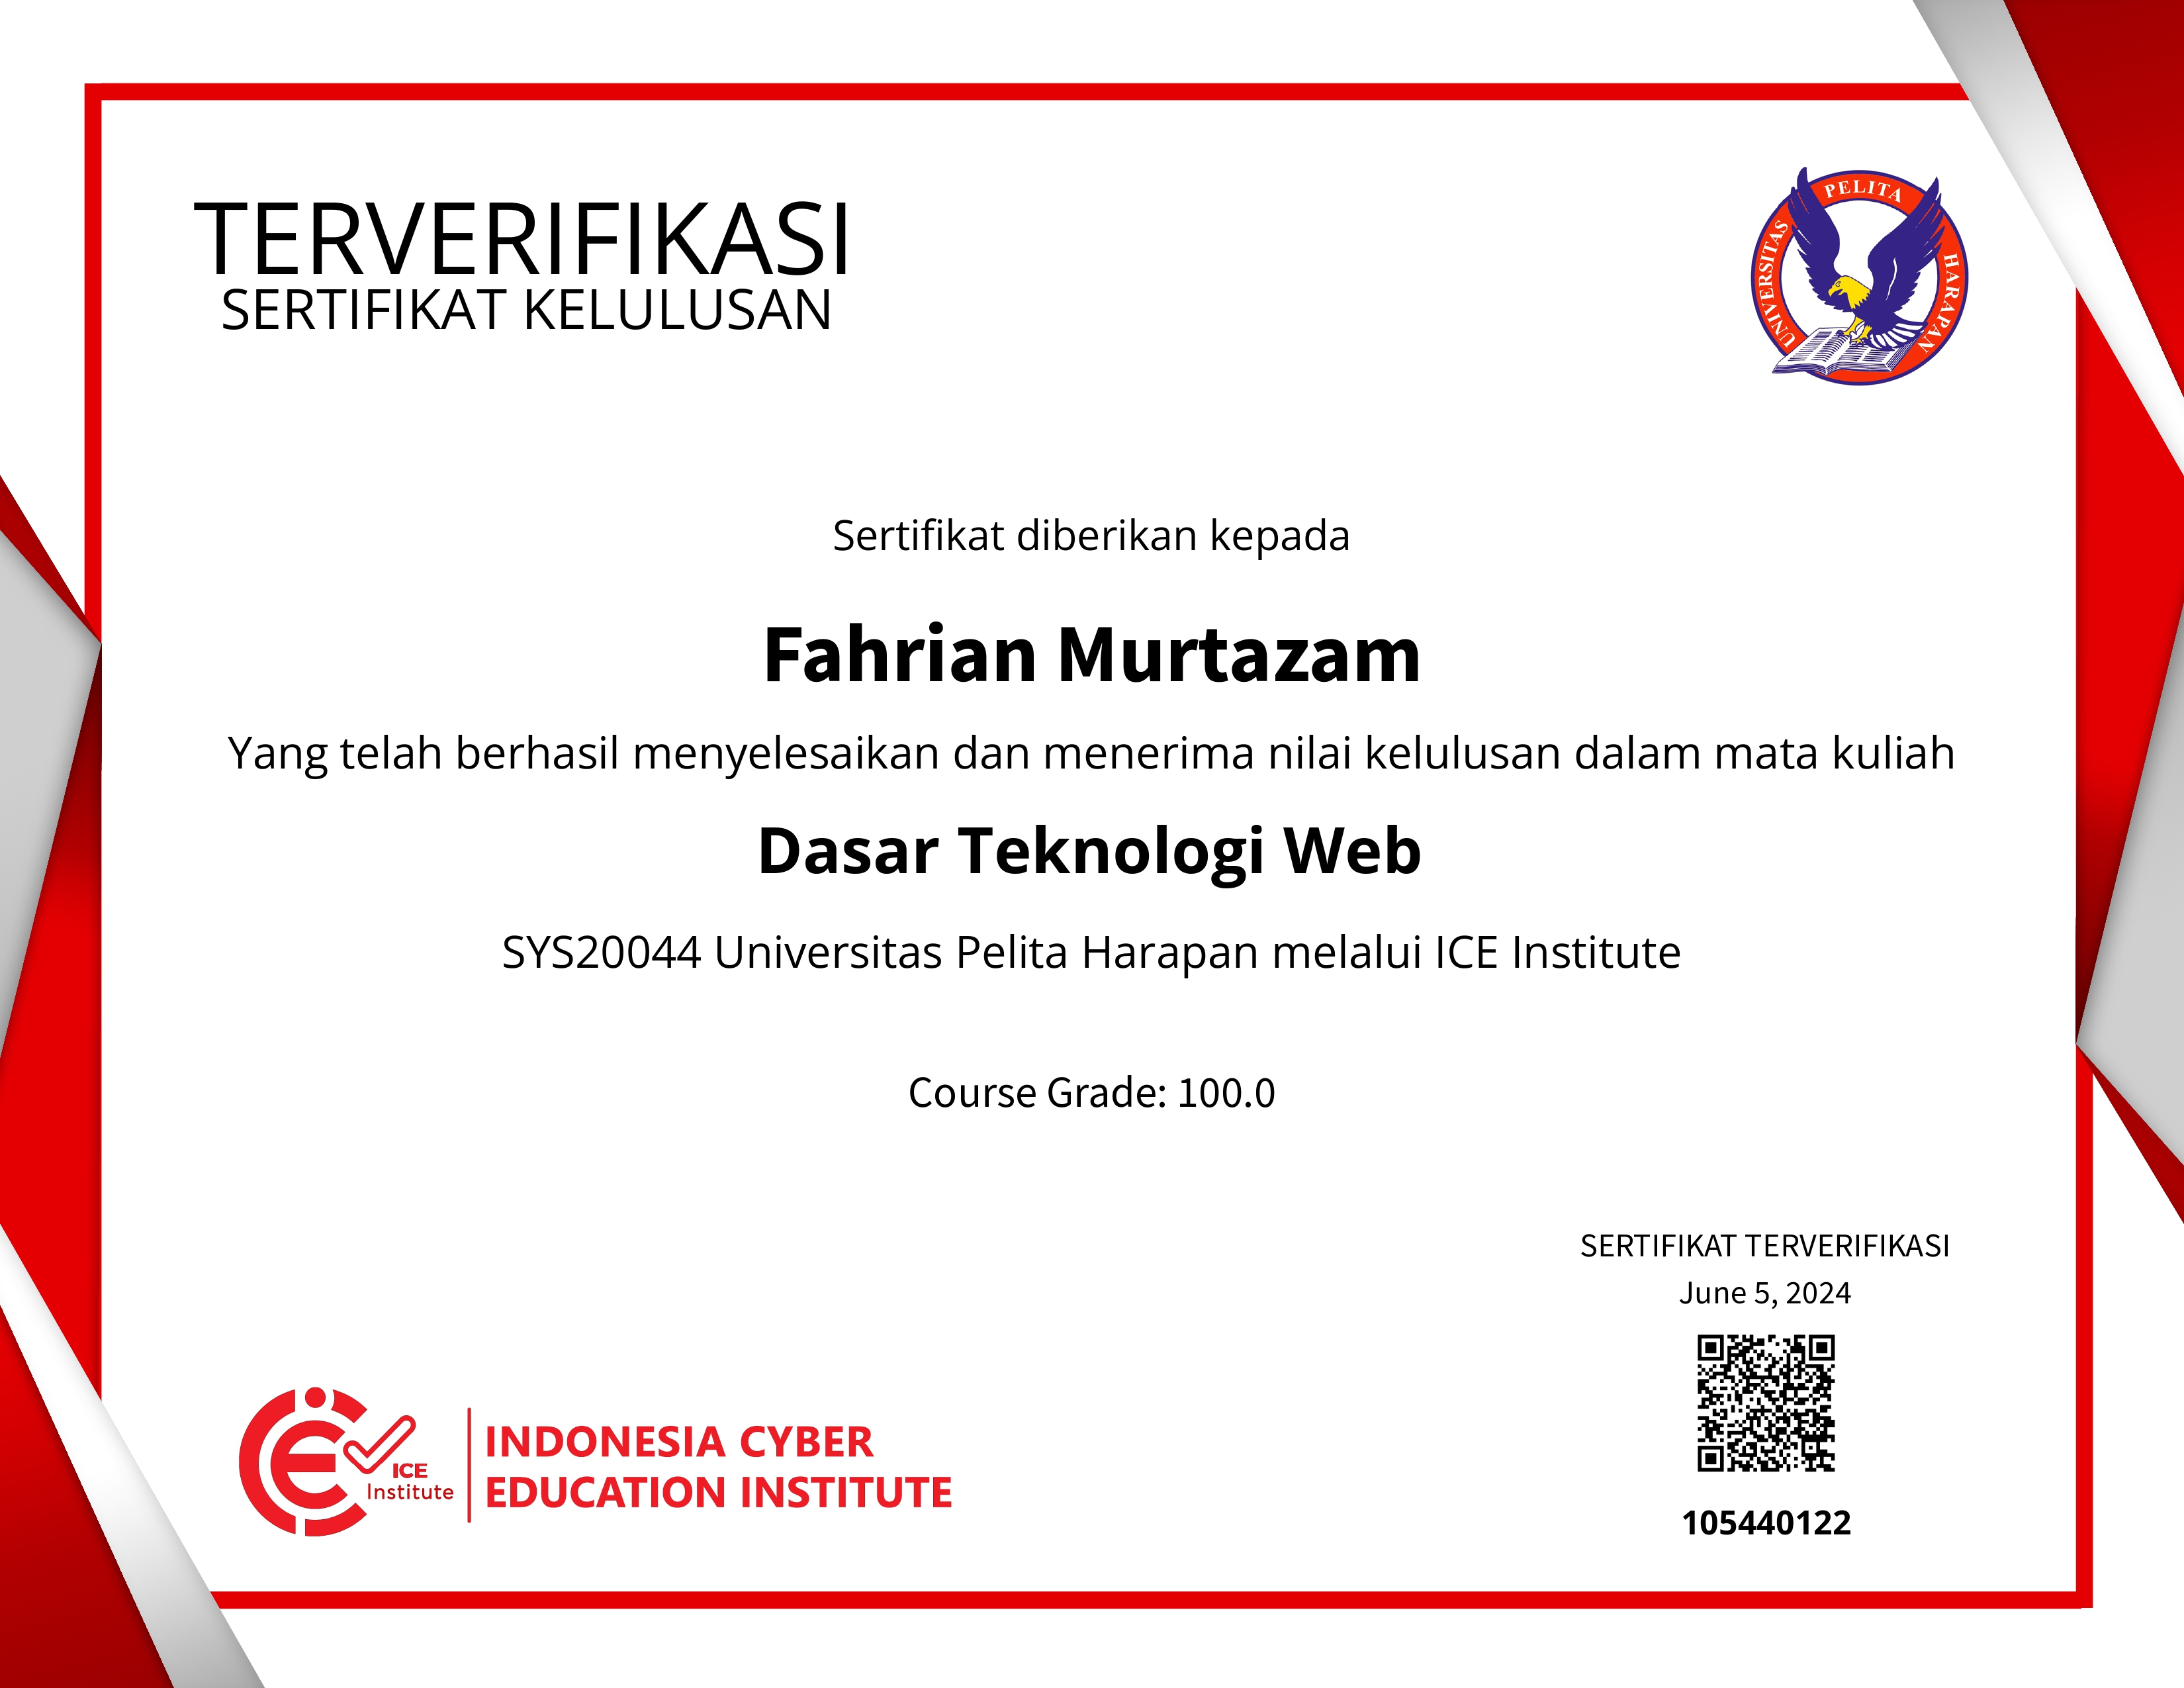 TERVERIFIKASI
SERTIFIKAT KELULUSAN
UNIVERSITAS PELITA HARAPAN
Sertifikat diberikan kepada
Fahrian Murtazam
Yang telah berhasil menyelesaikan dan menerima nilai kelulusan dalam mata kuliah
Dasar Teknologi Web
SYS20044 Universitas Pelita Harapan melalui ICE Institute
Course Grade: 100.0
SERTIFIKAT TERVERIFIKASI
June 5, 2024
ICE
Institute
INDONESIA CYBER
EDUCATION INSTITUTE
105440122